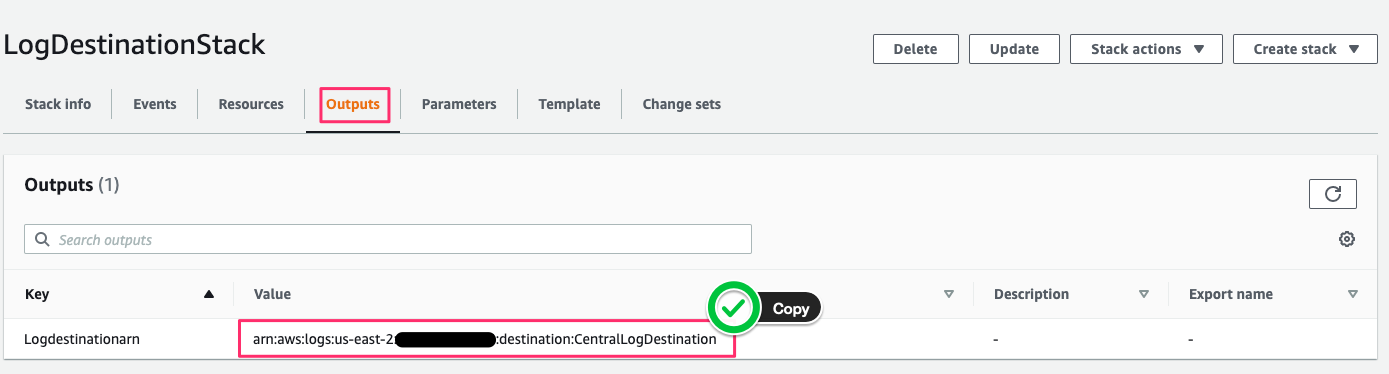 LogDestinationStack
Delete
Update
Stack actions
Create stack
Stack info
Events
Resources
Outputs
Parameters
Template
Change sets
Outputs (1)
Search outputs
Key
Value
Copy
Description
Export name
Logdestinationarn
arn:aws:logs:us-east-2: :destination:CentralLogDestination
-
-